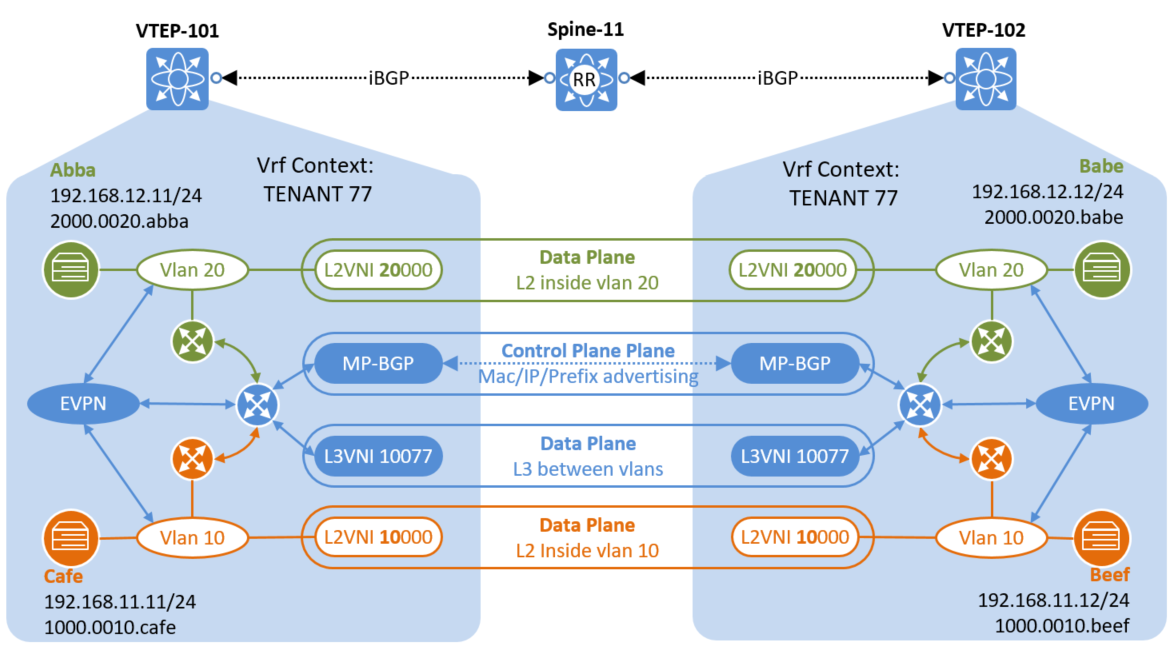 VTEP-101
Spine-11
VTEP-102
iBGP
RR
iBGP
Abba
192.168.12.11/24
2000.0020.abba
Vrf Context:
TENANT 77
Vrf Context:
TENANT 77
Babe
192.168.12.12/24
2000.0020.babe
Vlan 20
L2VNI 20000
Data Plane
L2 inside vlan 20
L2VNI 20000
Vlan 20
MP-BGP
Control Plane Plane
Mac/IP/Prefix advertising
MP-BGP
EVPN
EVPN
L3VNI 10077
Data Plane
L3 between vlans
L3VNI 10077
Vlan 10
L2VNI 10000
Data Plane
L2 Inside vlan 10
L2VNI 10000
Vlan 10
Cafe
192.168.11.11/24
1000.0010.cafe
Beef
192.168.11.12/24
1000.0010.beef